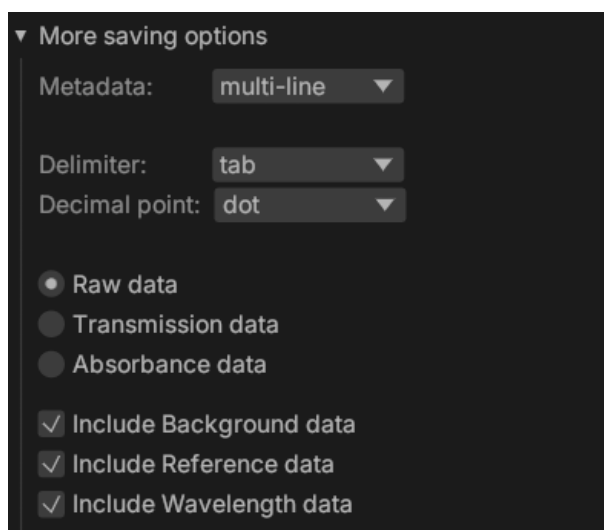 More saving options
Metadata: multi-line
Delimiter: tab
Decimal point: dot
Raw data
Transmission data
Absorbance data
Include Background data
Include Reference data
Include Wavelength data